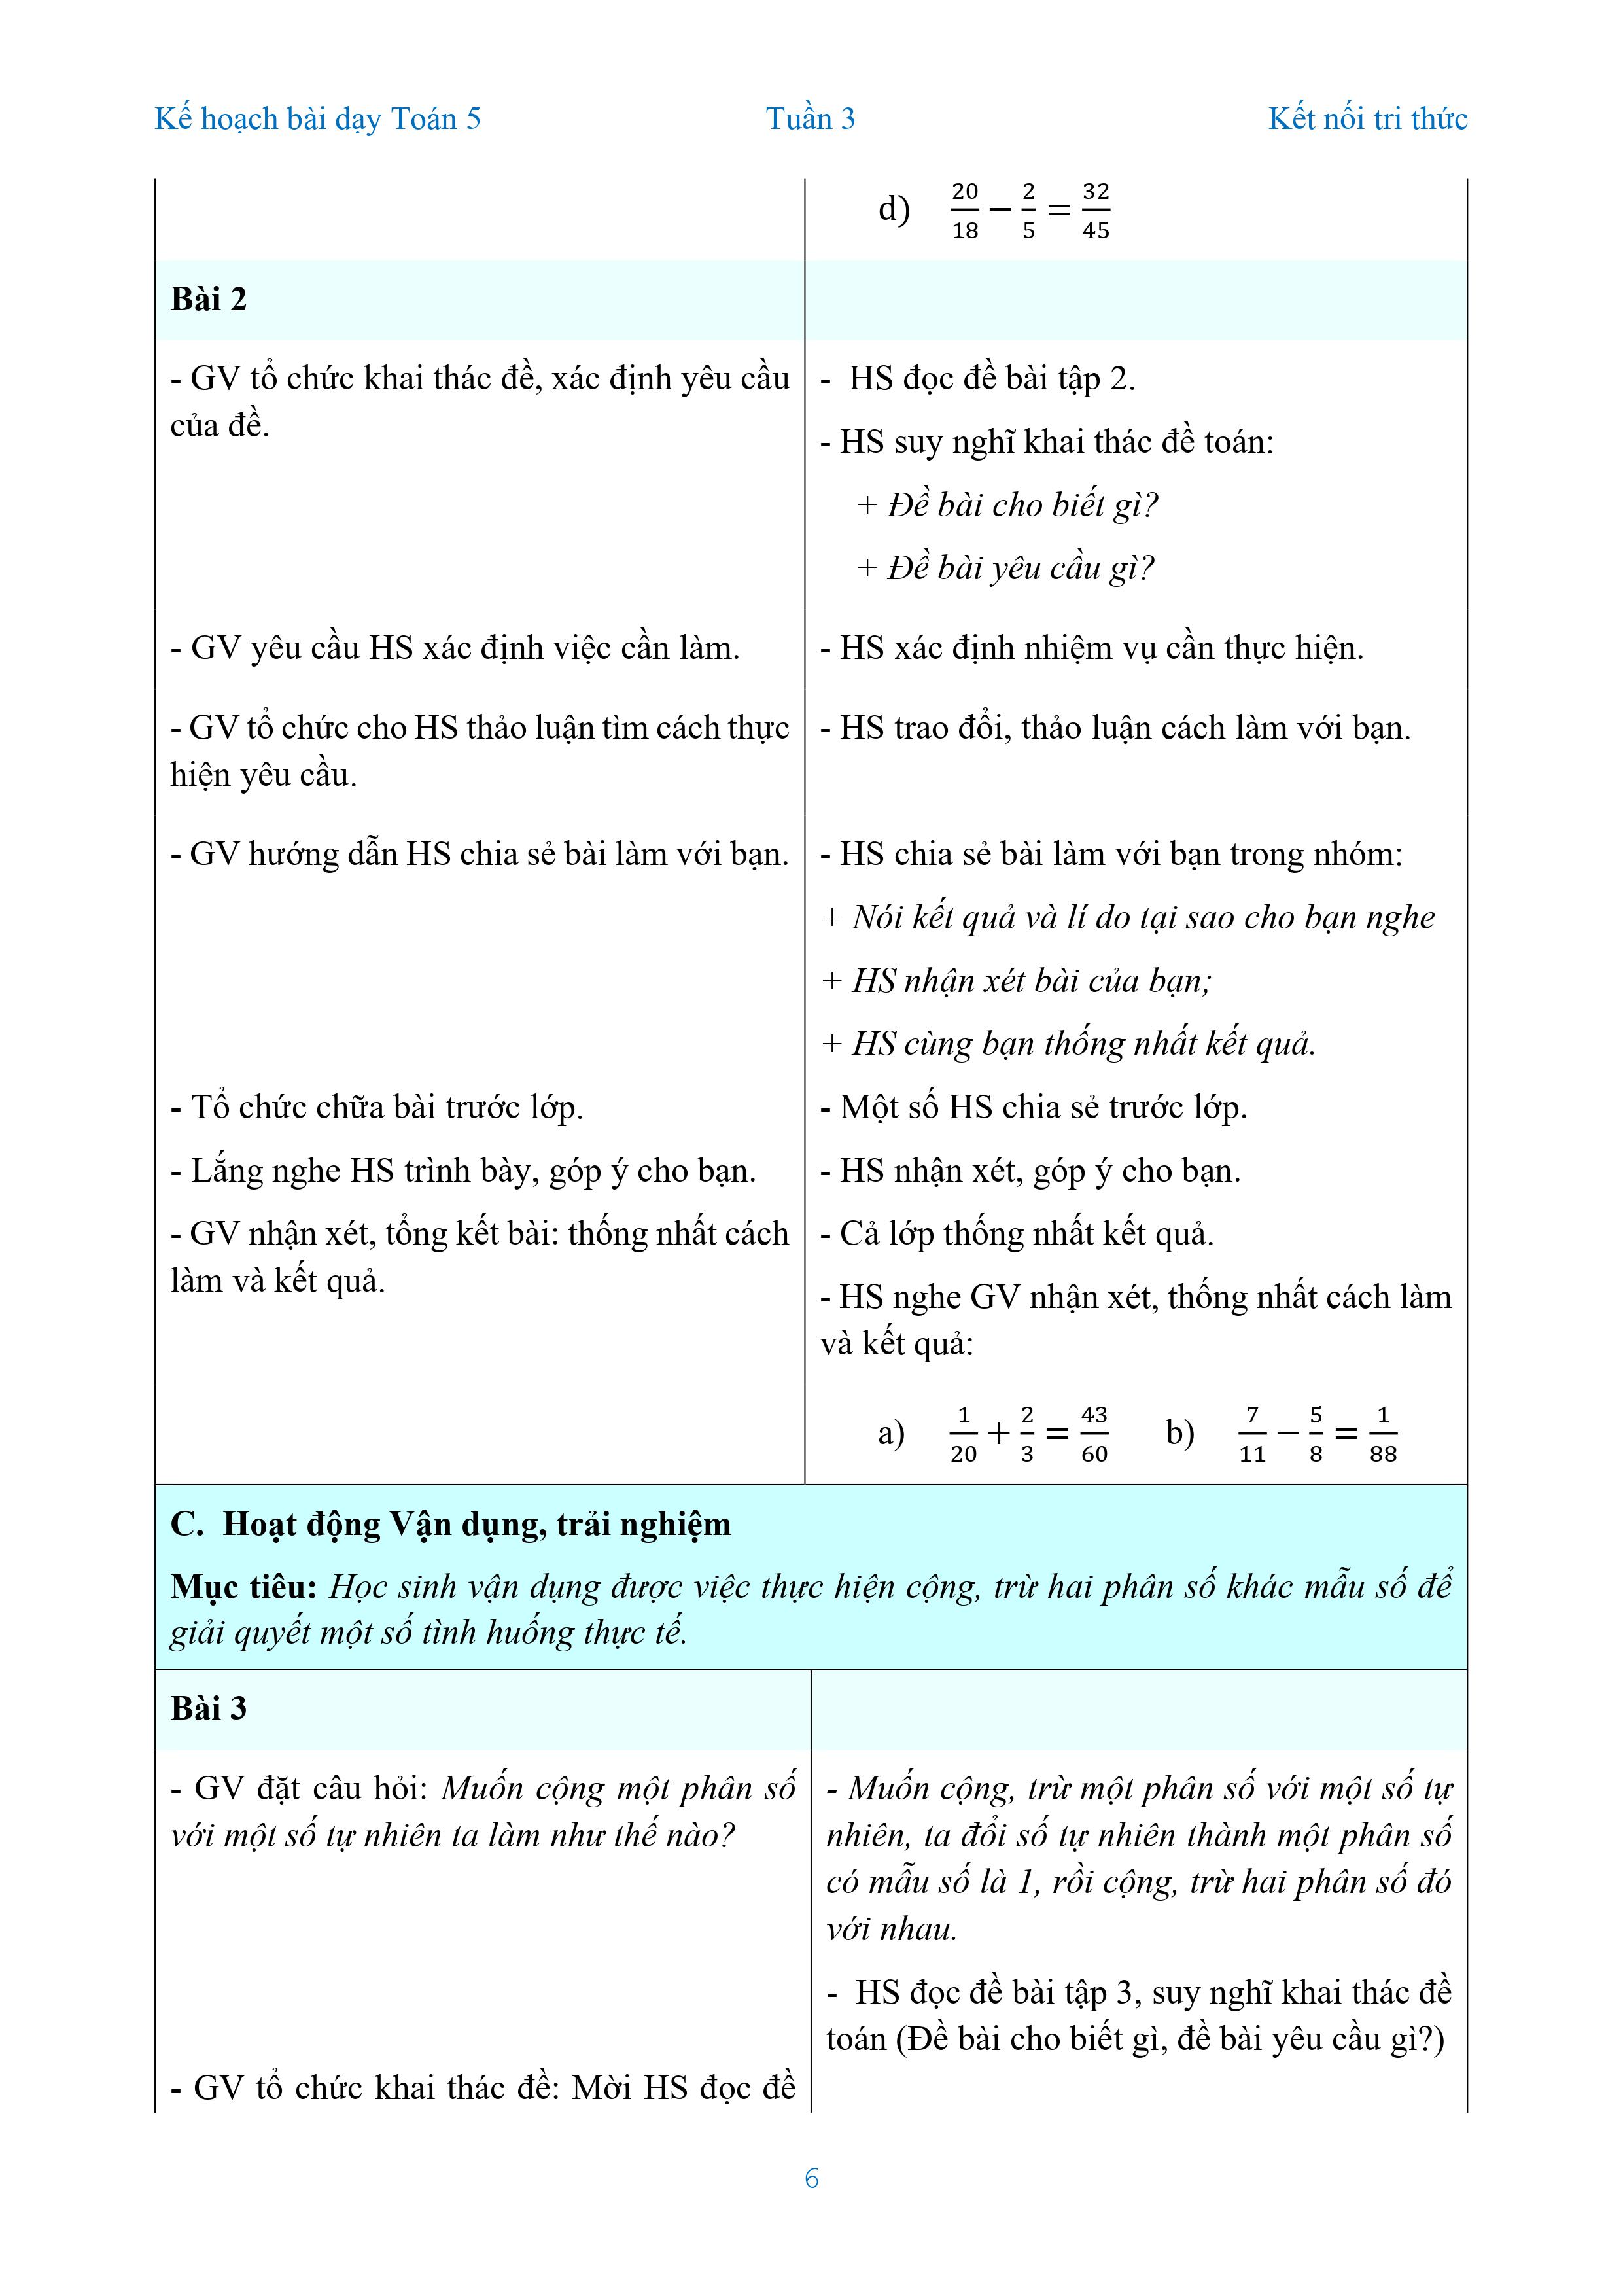 Kế hoạch bài dạy Toán 5 Tuần 3 Kết nối tri thức
d) 20/18 − 2/5 = 32/45
Bài 2
- GV tổ chức khai thác đề, xác định yêu cầu
của đề.
- HS đọc đề bài tập 2.
- HS suy nghĩ khai thác đề toán:
+ Đề bài cho biết gì?
+ Đề bài yêu cầu gì?
- GV yêu cầu HS xác định việc cần làm.
- HS xác định nhiệm vụ cần thực hiện.
- GV tổ chức cho HS thảo luận tìm cách thực
hiện yêu cầu.
- HS trao đổi, thảo luận cách làm với bạn.
- GV hướng dẫn HS chia sẻ bài làm với bạn.
- HS chia sẻ bài làm với bạn trong nhóm:
+ Nói kết quả và lí do tại sao cho bạn nghe
+ HS nhận xét bài của bạn;
+ HS cùng bạn thống nhất kết quả.
- Tổ chức chữa bài trước lớp.
- Một số HS chia sẻ trước lớp.
- Lắng nghe HS trình bày, góp ý cho bạn.
- HS nhận xét, góp ý cho bạn.
- GV nhận xét, tổng kết bài: thống nhất cách
làm và kết quả.
- Cả lớp thống nhất kết quả.
- HS nghe GV nhận xét, thống nhất cách làm
và kết quả:
a) 1/20 + 2/3 = 43/60 b) 7/11 − 5/8 = 1/88
C. Hoạt động Vận dụng, trải nghiệm
Mục tiêu: Học sinh vận dụng được việc thực hiện cộng, trừ hai phân số khác mẫu số để
giải quyết một số tình huống thực tế.
Bài 3
- GV đặt câu hỏi: Muốn cộng một phân số
với một số tự nhiên ta làm như thế nào?
- Muốn cộng, trừ một phân số với một số tự
nhiên, ta đổi số tự nhiên thành một phân số
có mẫu số là 1, rồi cộng, trừ hai phân số đó
với nhau.
- HS đọc đề bài tập 3, suy nghĩ khai thác đề
toán (Đề bài cho biết gì, đề bài yêu cầu gì?)
- GV tổ chức khai thác đề: Mời HS đọc đề
6